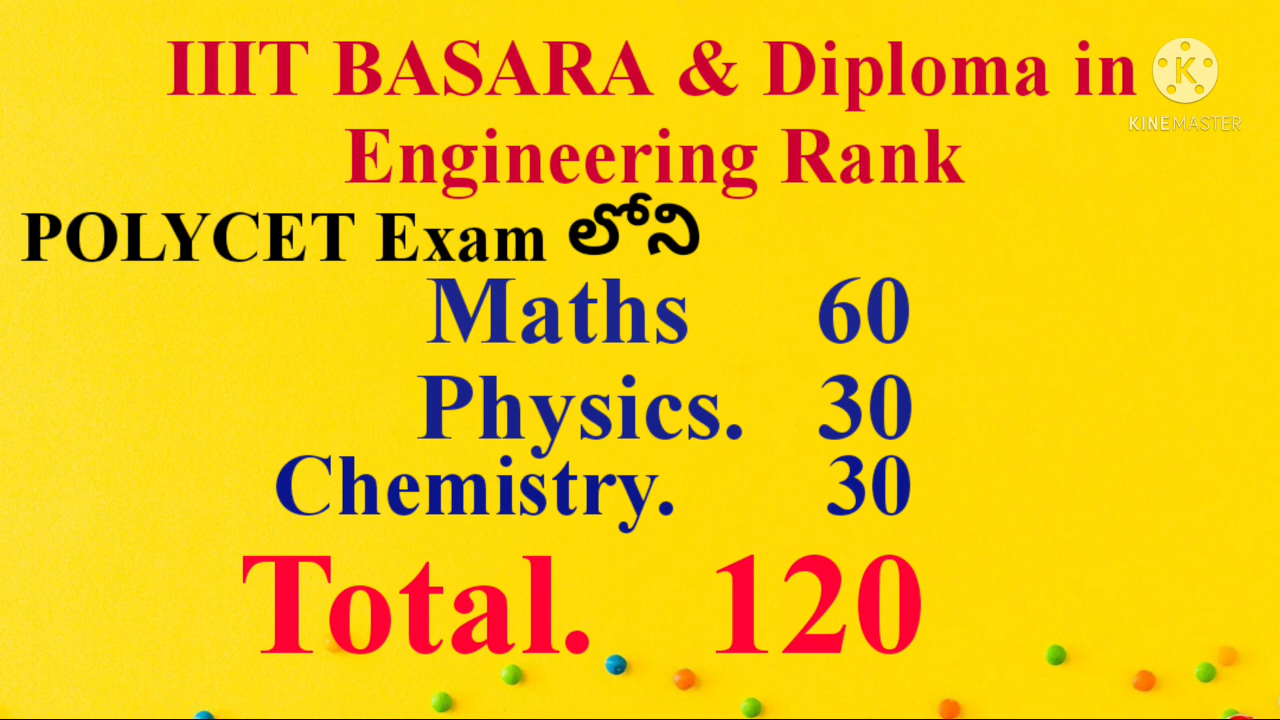 IIIT BASARA & Diploma in
Engineering Rank
KINEMASTER
POLYCET Exam లోని
Maths 60
Physics. 30
Chemistry. 30
Total. 120